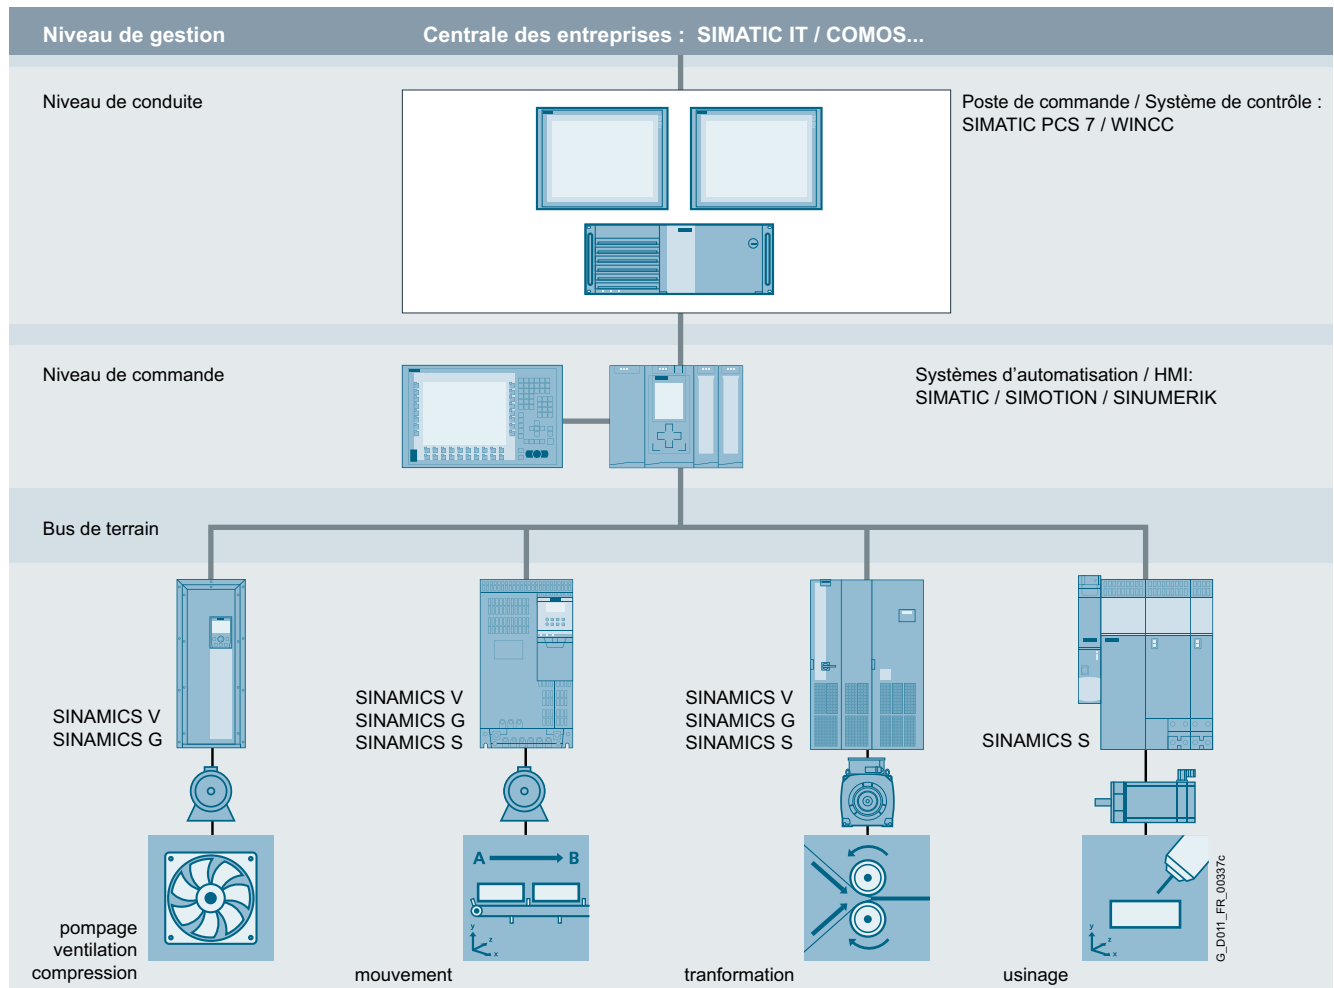 Niveau de gestion
Centrale des entreprises : SIMATIC IT / COMOS...
Niveau de conduite
Poste de commande / Système de contrôle :
SIMATIC PCS 7 / WINCC
Niveau de commande
Systèmes d'automatisation / HMI:
SIMATIC / SIMOTION / SINUMERIK
Bus de terrain
SINAMICS V
SINAMICS G
SINAMICS V
SINAMICS G
SINAMICS S
SINAMICS V
SINAMICS G
SINAMICS S
SINAMICS S
A B
y
z
x
y
z
x
pompage
ventilation
compression
mouvement
tranformation
usinage
G_D011_FR_00337c